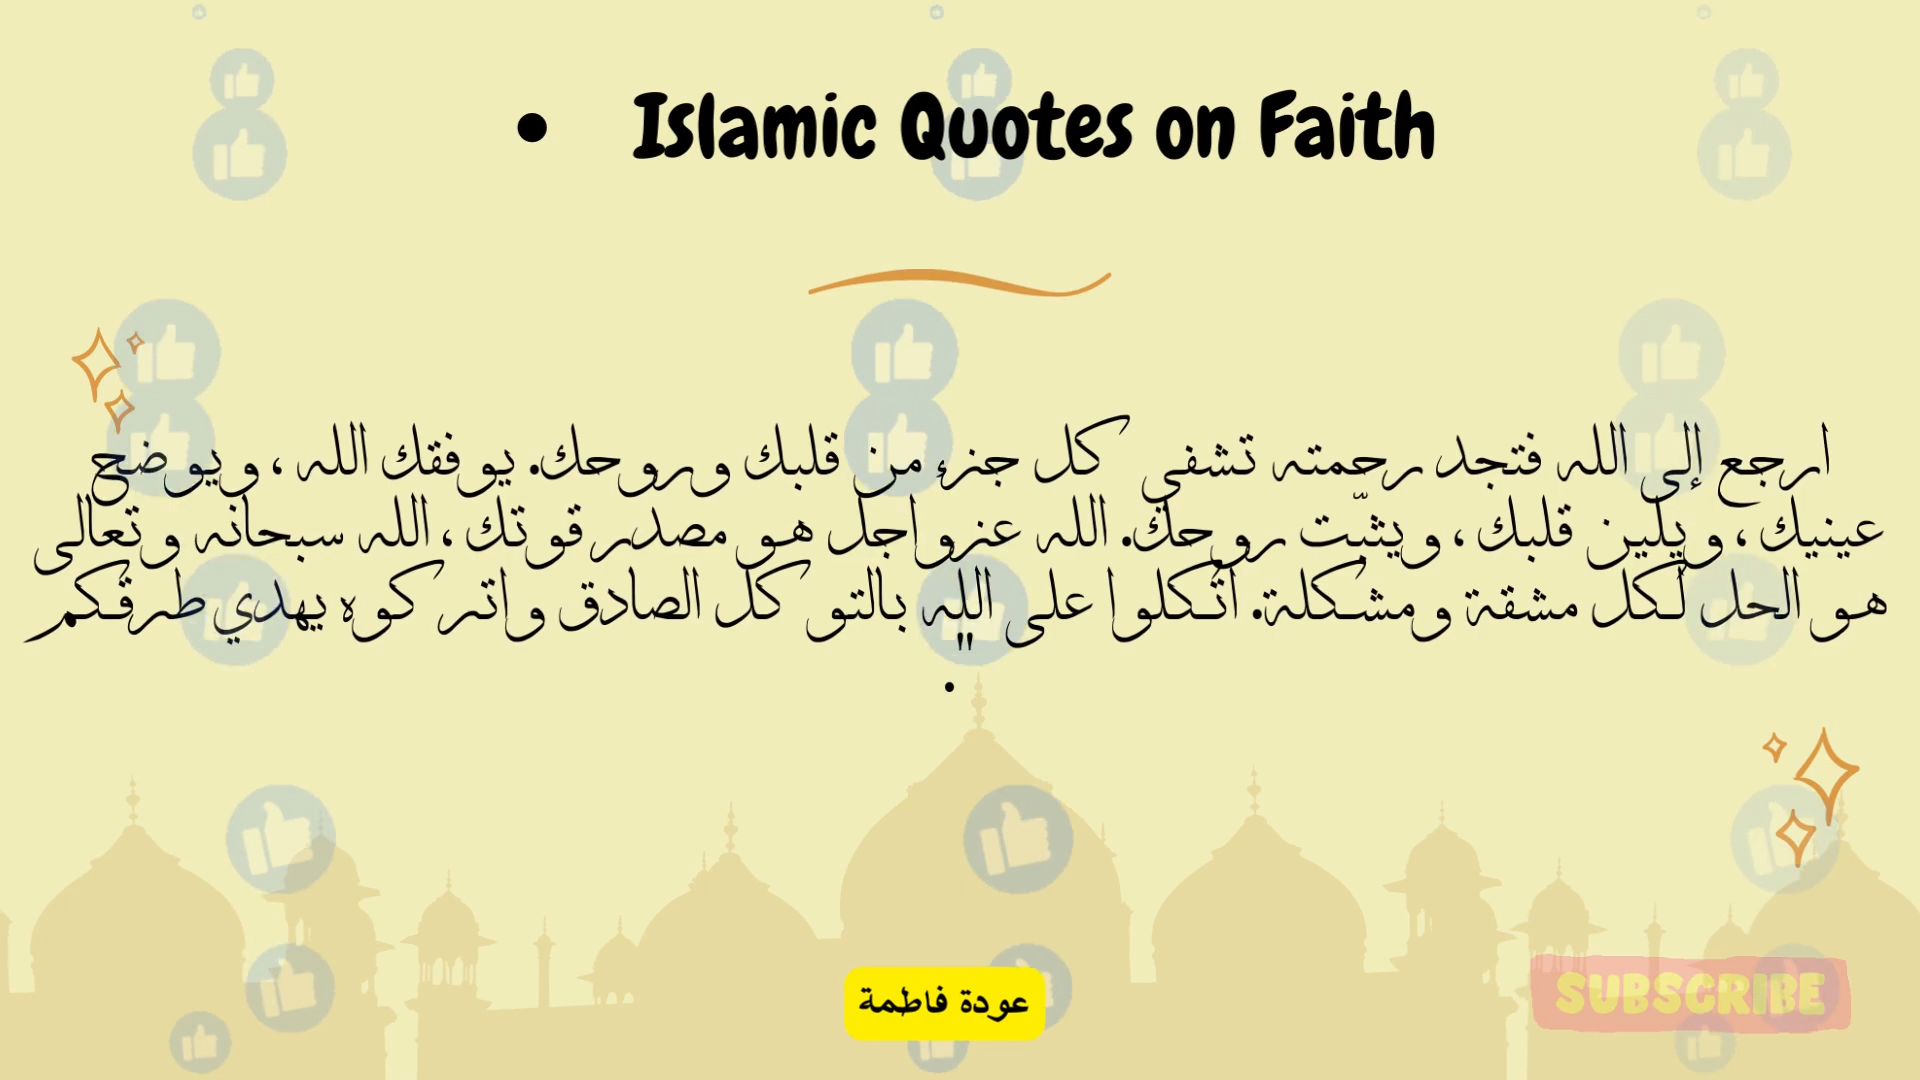 • Islamic Quotes on Faith
ارجع إلى الله فتجد رحمته تشفي كل جزء من قلبك وروحك. يوفقك الله ، ويوضح
عينيك ، ويلين قلبك ، ويثبّت روحك. الله عزواجل هو مصدر قوتك ، الله سبحانه وتعالى
هو الحل لكل مشقة ومشكلة. اتكلوا على الله بالتوكل الصادق واتركوه يهدي طرقكم
"
.
عودة فاطمة
SUBSCRIBE